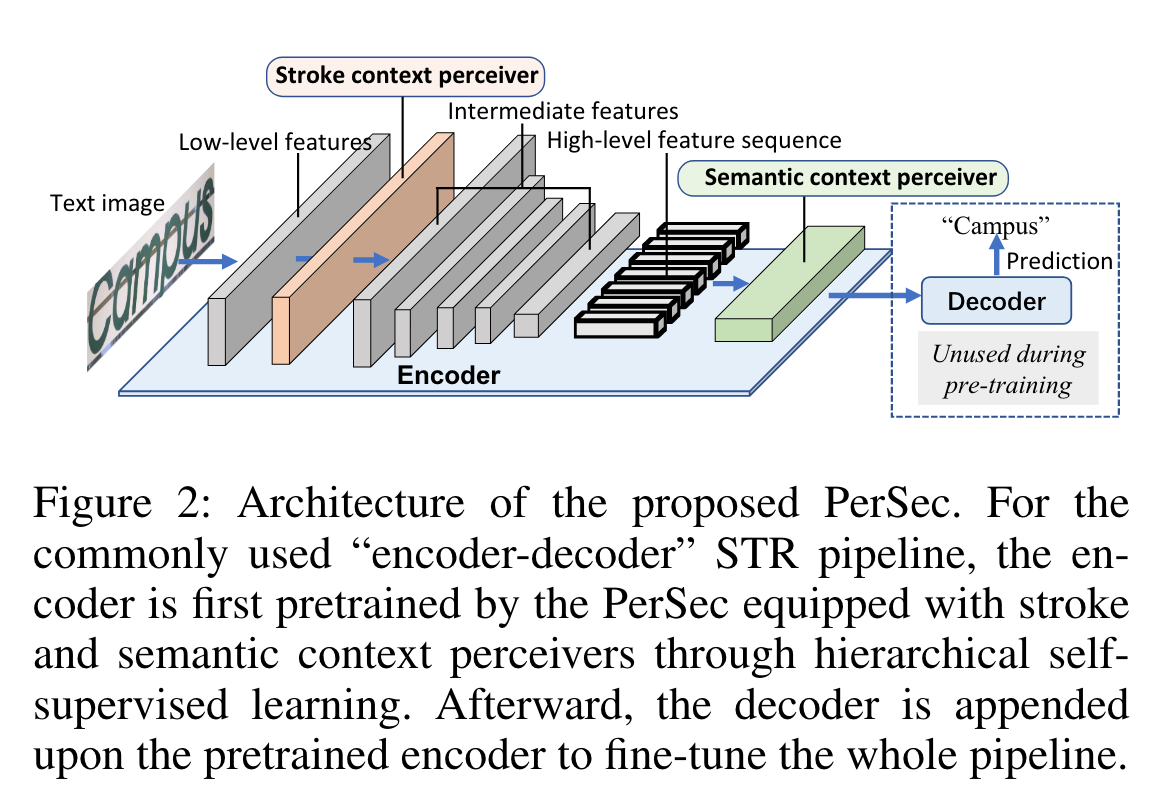 Stroke context perceiver
Intermediate features
Low-level features
High-level feature sequence
Semantic context perceiver
Text image
Campus
“Campus”
Prediction
Decoder
Unused during
pre-training
Encoder
Figure 2: Architecture of the proposed PerSec. For the
commonly used “encoder-decoder” STR pipeline, the en-
coder is first pretrained by the PerSec equipped with stroke
and semantic context perceivers through hierarchical self-
supervised learning. Afterward, the decoder is appended
upon the pretrained encoder to fine-tune the whole pipeline.